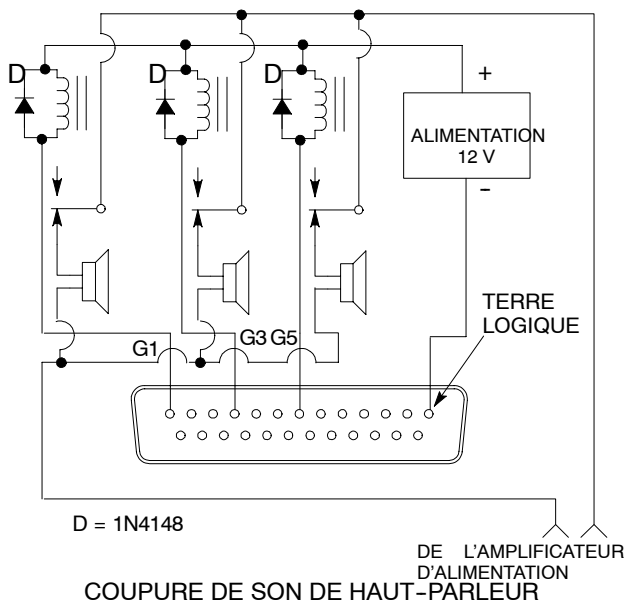 D
D
D
+
ALIMENTATION
12 V
-
TERRE
LOGIQUE
G1
G3 G5
D = 1N4148
DE L'AMPLIFICATEUR
D'ALIMENTATION
COUPURE DE SON DE HAUT-PARLEUR